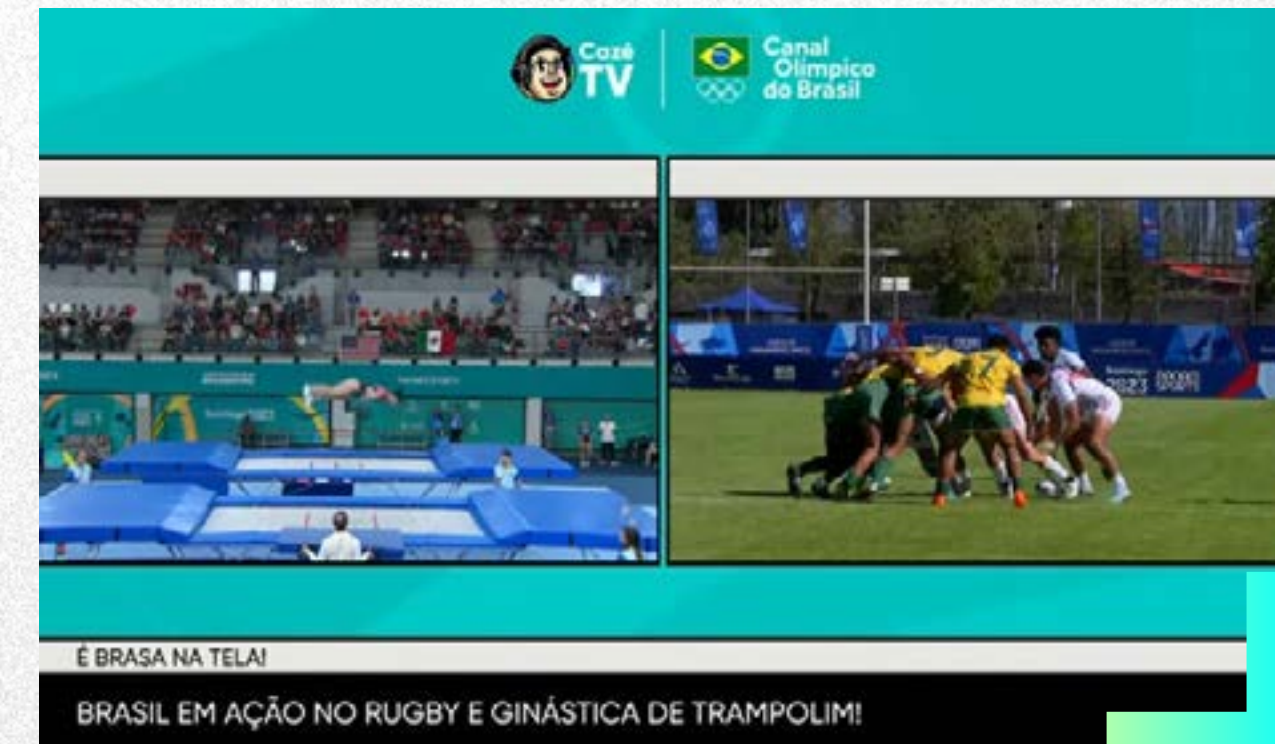 Cazé
TV
Canal
Olímpico
do Brasil
7
2023
É BRASA NA TELA!
BRASIL EM AÇÃO NO RUGBY E GINÁSTICA DE TRAMPOLIM!